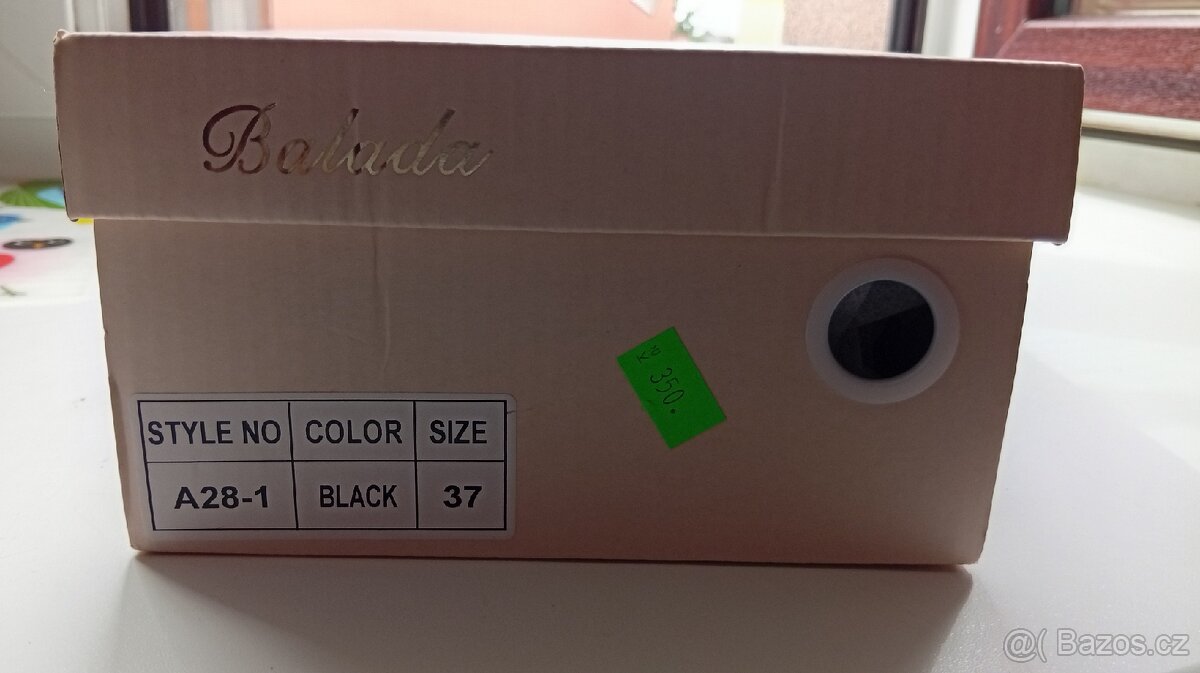 Balada
Kč 350.
STYLE NO COLOR SIZE
A28-1 BLACK 37
@( Bazos.cz